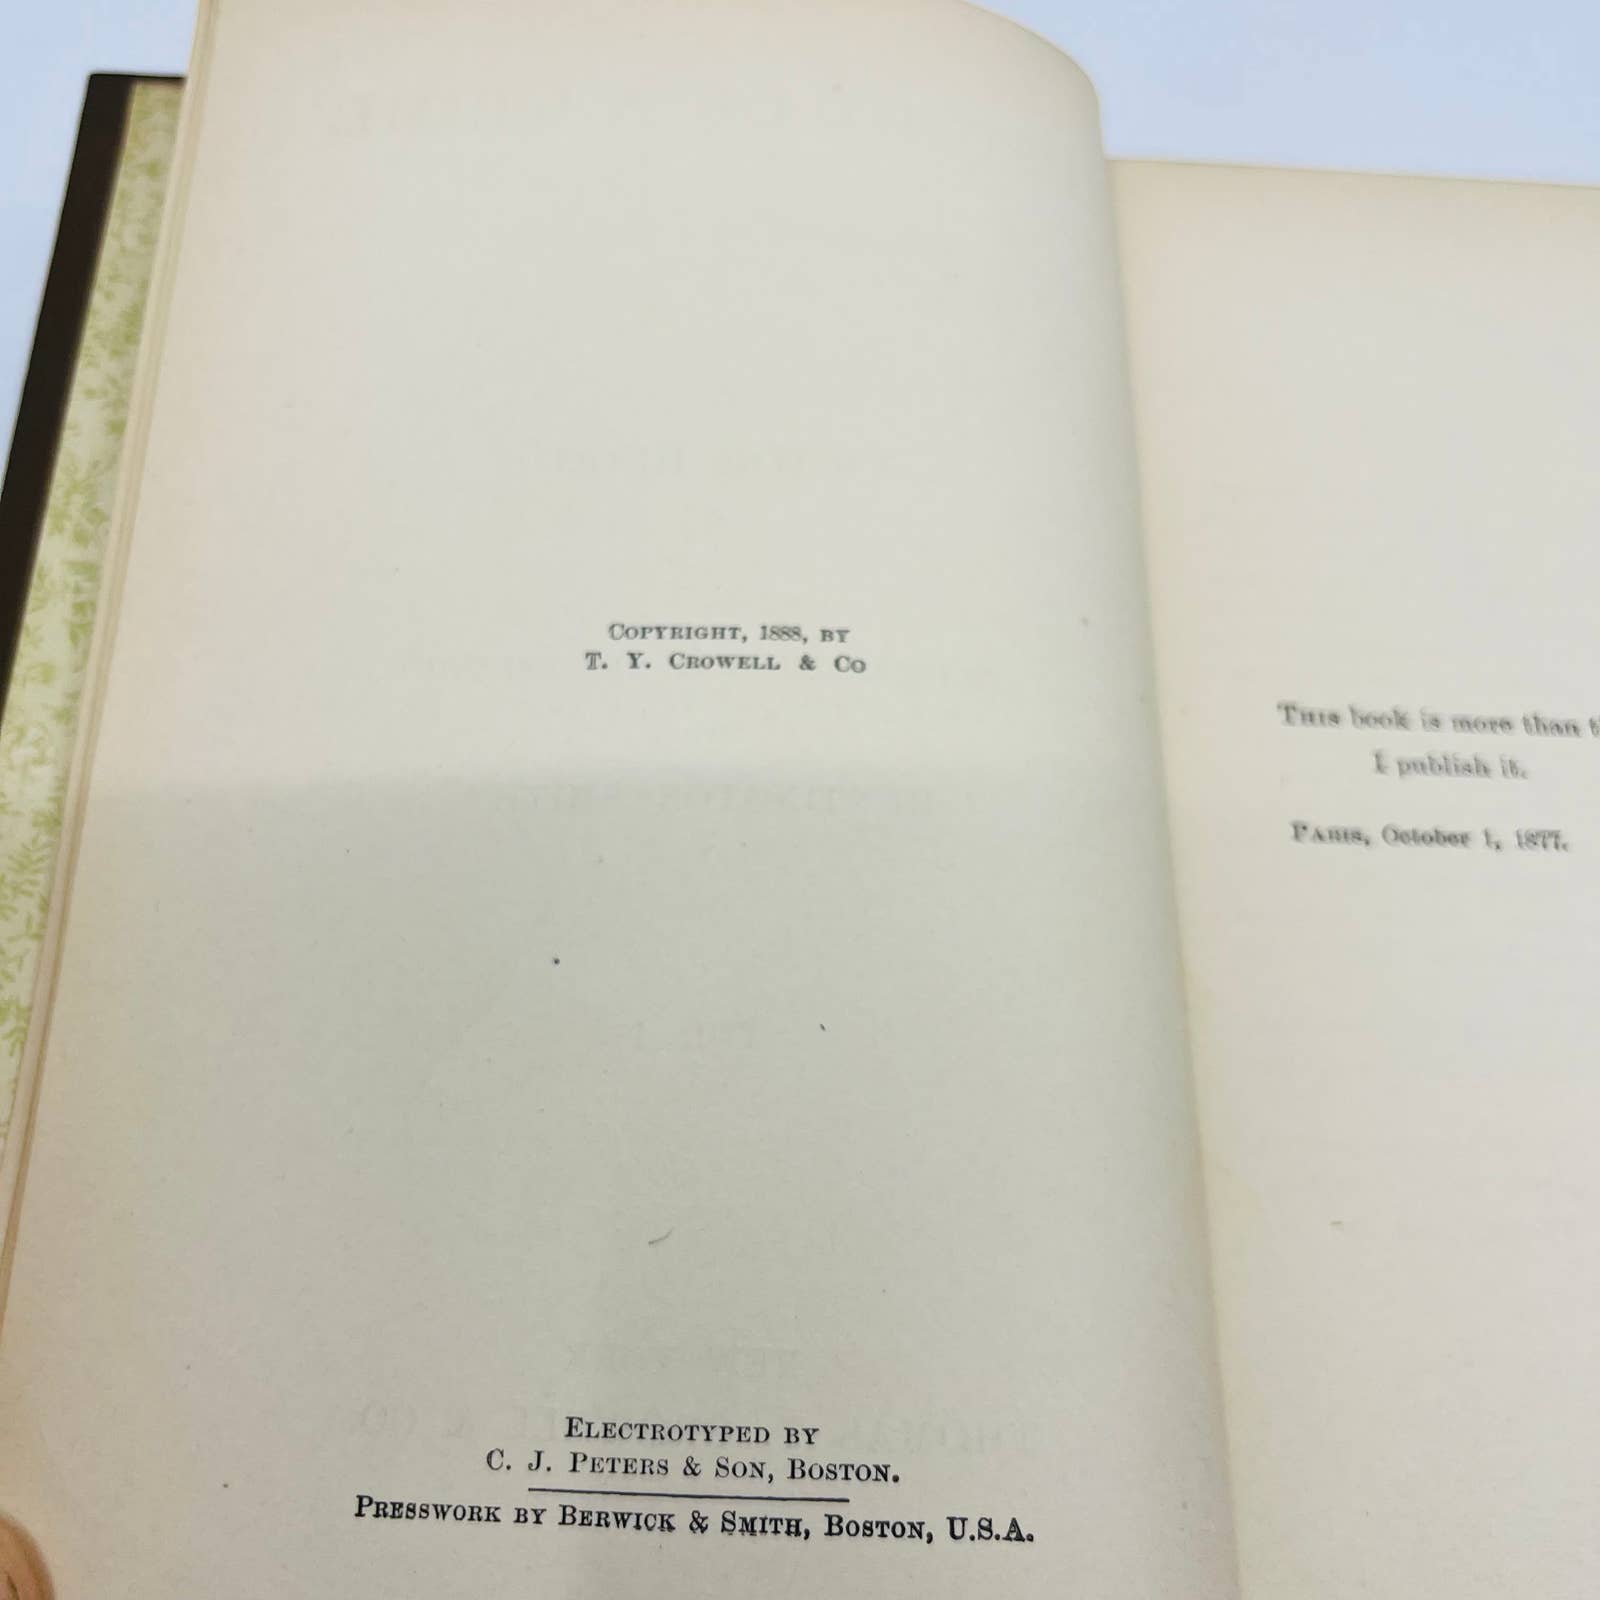 COPYRIGHT, 1888, BY
T. Y. CROWELL & CO
ELECTROTYPED BY
C. J. PETERS & SON, BOSTON.
PRESSWORK BY BERWICK & SMITH, BOSTON, U.S.A.
THIS book is more than
I publish it.
PARIS, October 1, 1877.